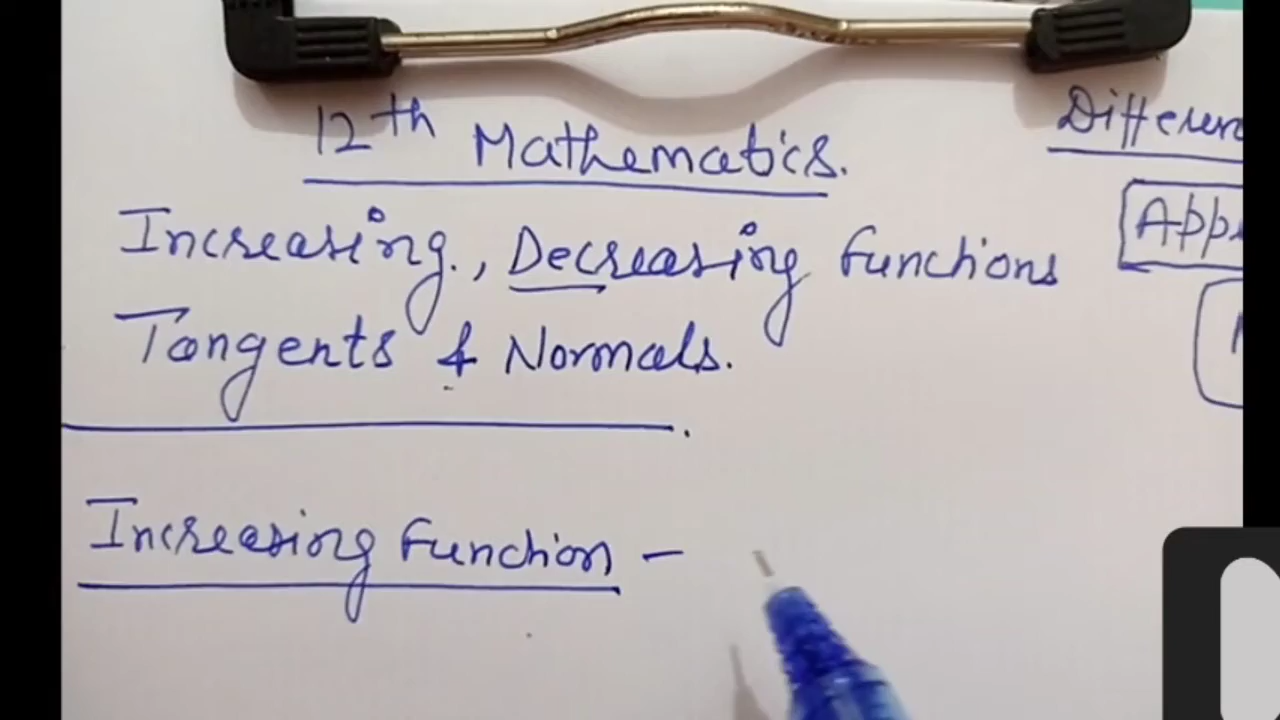 12th Mathematics.
Increasing, Decreasing functions
Tangents & Normals.
Increasing function -